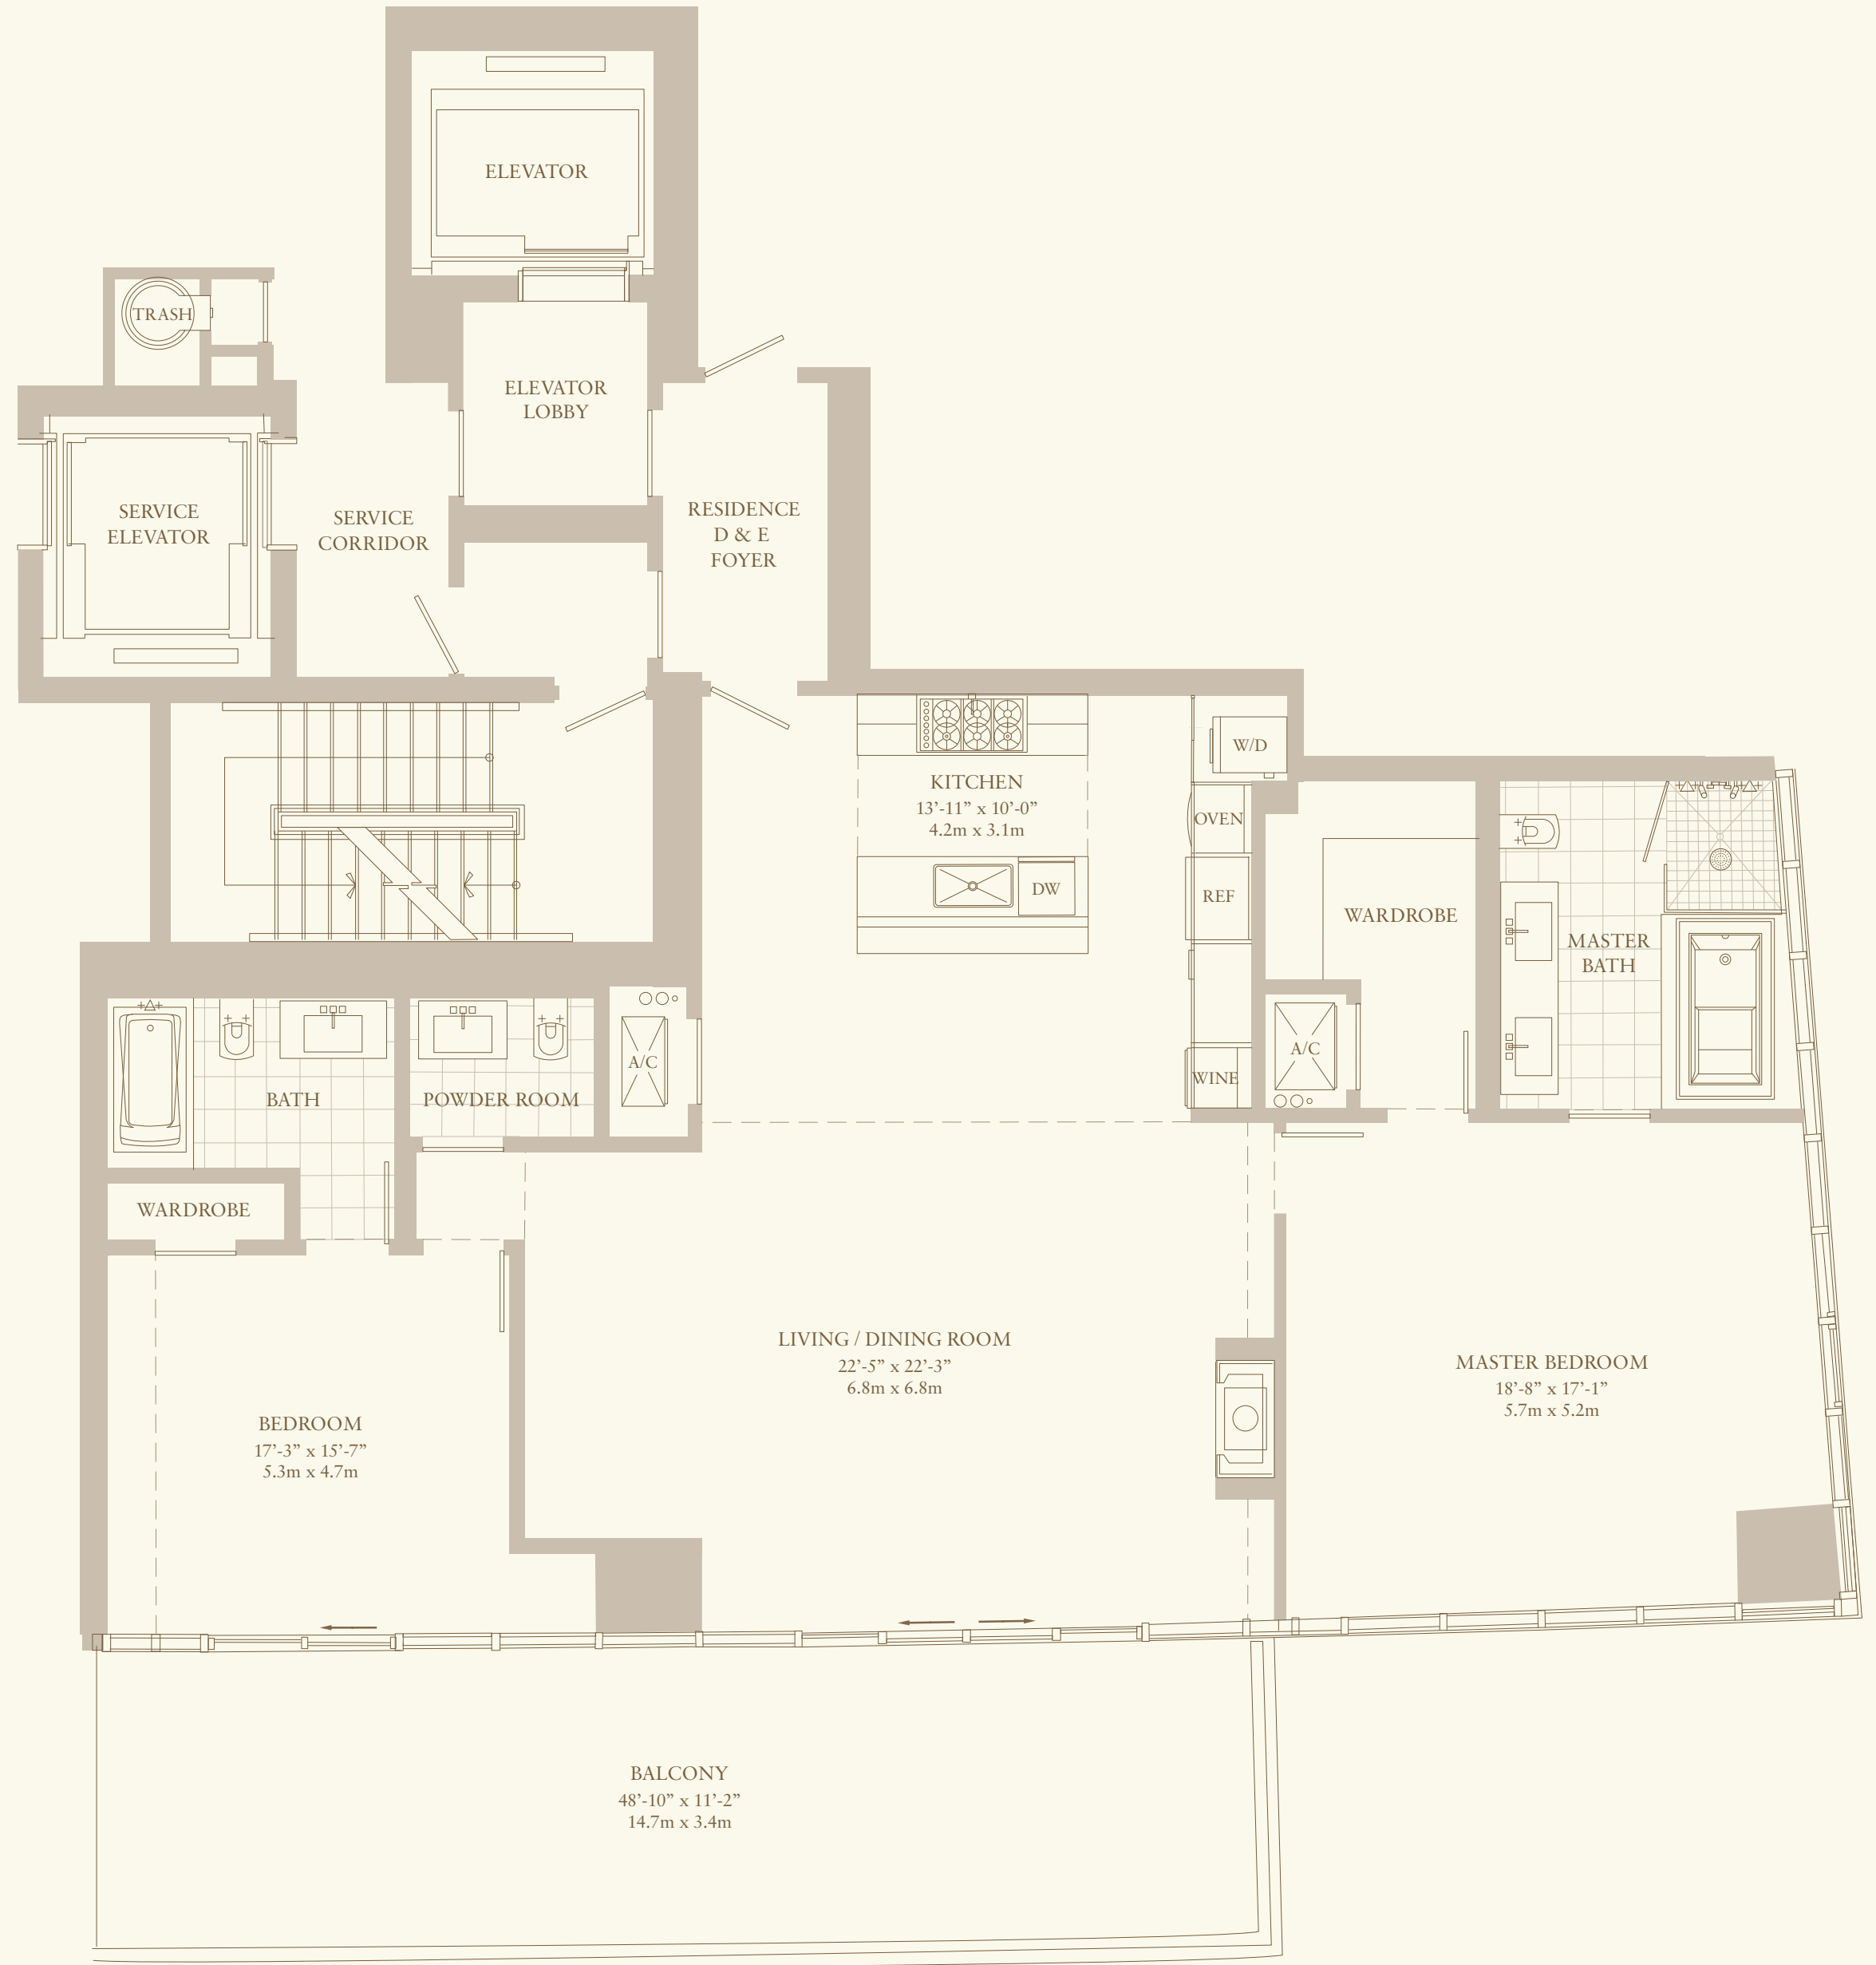 ELEVATOR
TRASH
ELEVATOR
LOBBY
SERVICE
ELEVATOR
SERVICE
CORRIDOR
RESIDENCE
D & E
FOYER
KITCHEN
13’-11” x 10’-0”
4.2m x 3.1m
W/D
OVEN
REF
DW
WARDROBE
MASTER
BATH
A/C
WINE
A/C
BATH
POWDER ROOM
WARDROBE
LIVING / DINING ROOM
22’-5” x 22’-3”
6.8m x 6.8m
MASTER BEDROOM
18’-8” x 17’-1”
5.7m x 5.2m
BEDROOM
17’-3” x 15’-7”
5.3m x 4.7m
BALCONY
48’-10” x 11’-2”
14.7m x 3.4m